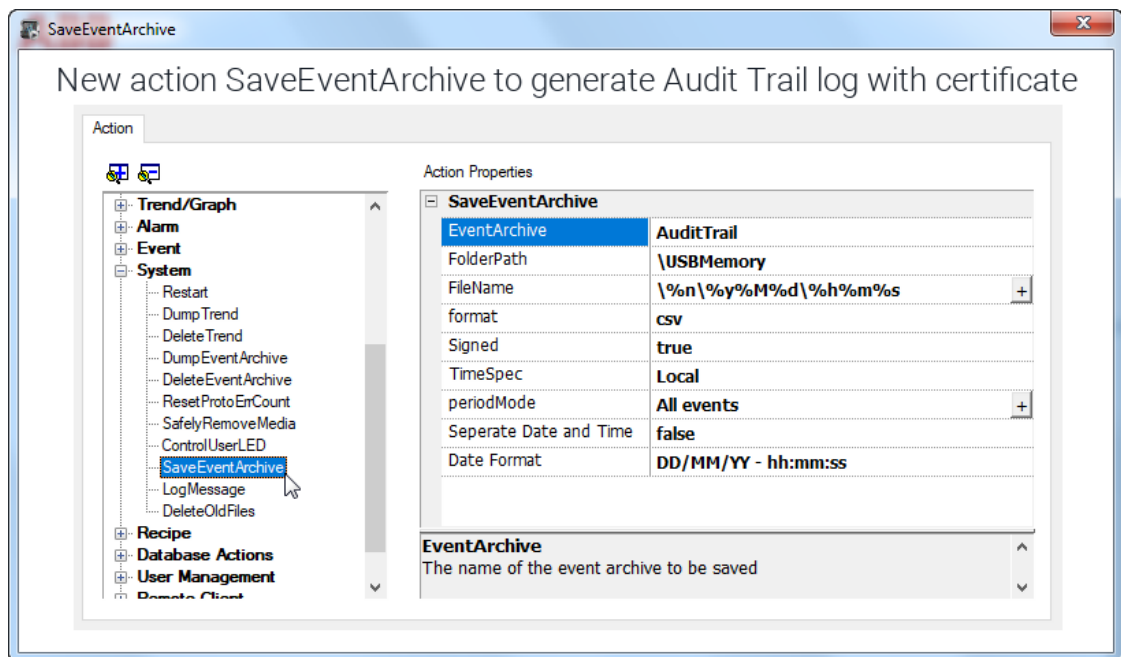 SaveEventArchive
New action SaveEventArchive to generate Audit Trail log with certificate
Action
Action Properties
Trend/Graph
Alarm
Event
System
Restart
DumpTrend
DeleteTrend
DumpEventArchive
DeleteEventArchive
ResetProtoErrCount
SafelyRemoveMedia
ControlUserLED
SaveEventArchive
LogMessage
DeleteOldFiles
Recipe
Database Actions
User Management
Remote Client
SaveEventArchive
EventArchive AuditTrail
FolderPath \USBMemory
FileName \%n\%y%M%d\%h%m%s +
format csv
Signed true
TimeSpec Local
periodMode All events +
Seperate Date and Time false
Date Format DD/MM/YY - hh:mm:ss
EventArchive
The name of the event archive to be saved